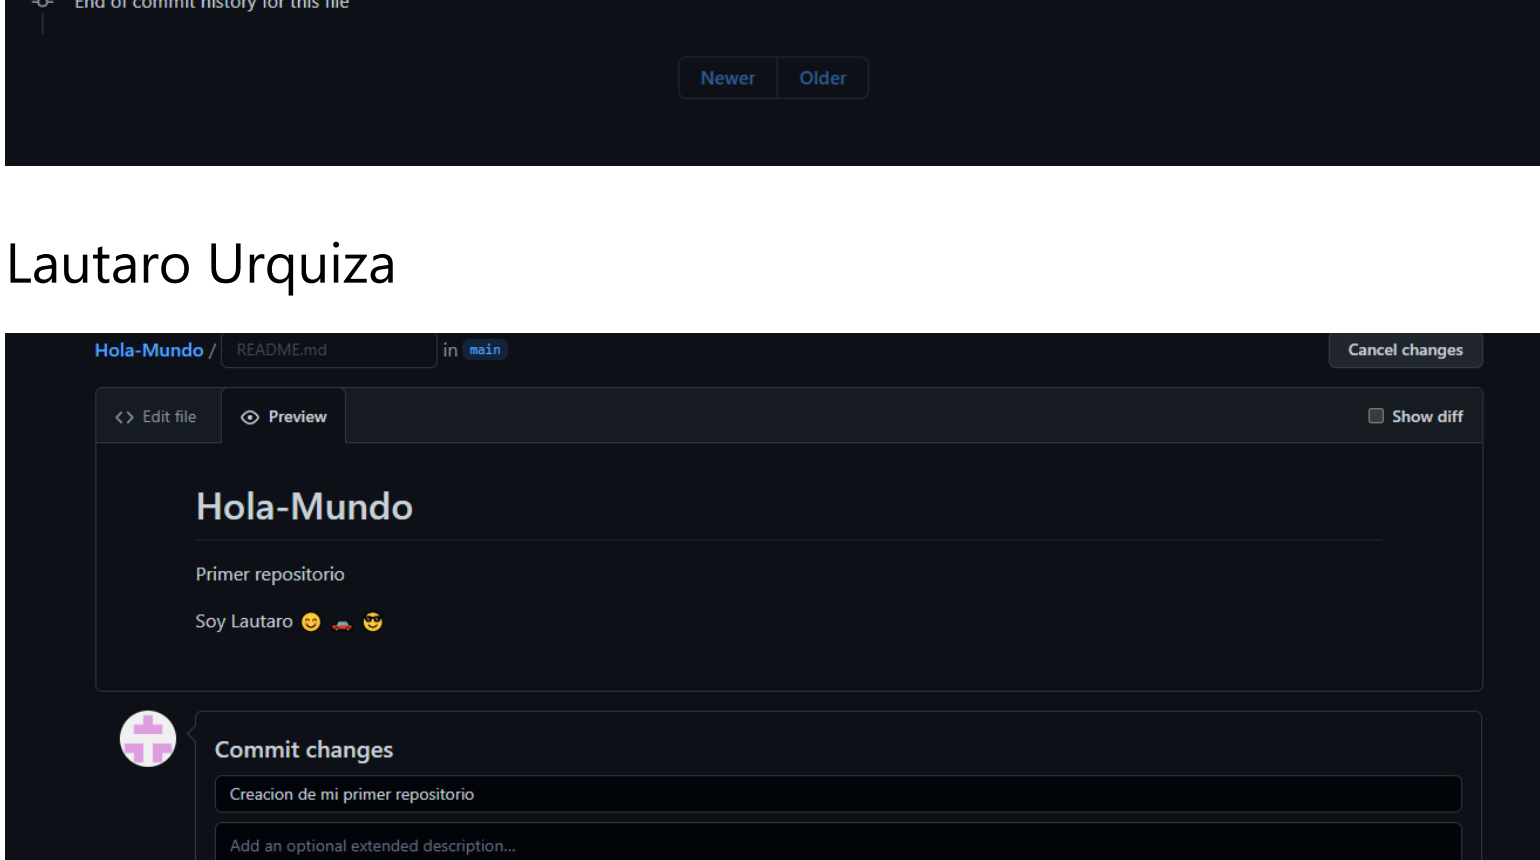 End of commit history for this file
Newer Older
Lautaro Urquiza
Hola-Mundo / README.md in main Cancel changes
<> Edit file Preview Show diff
Hola-Mundo
Primer repositorio
Soy Lautaro 😊 🚗 😎
Commit changes
Creacion de mi primer repositorio
Add an optional extended description...